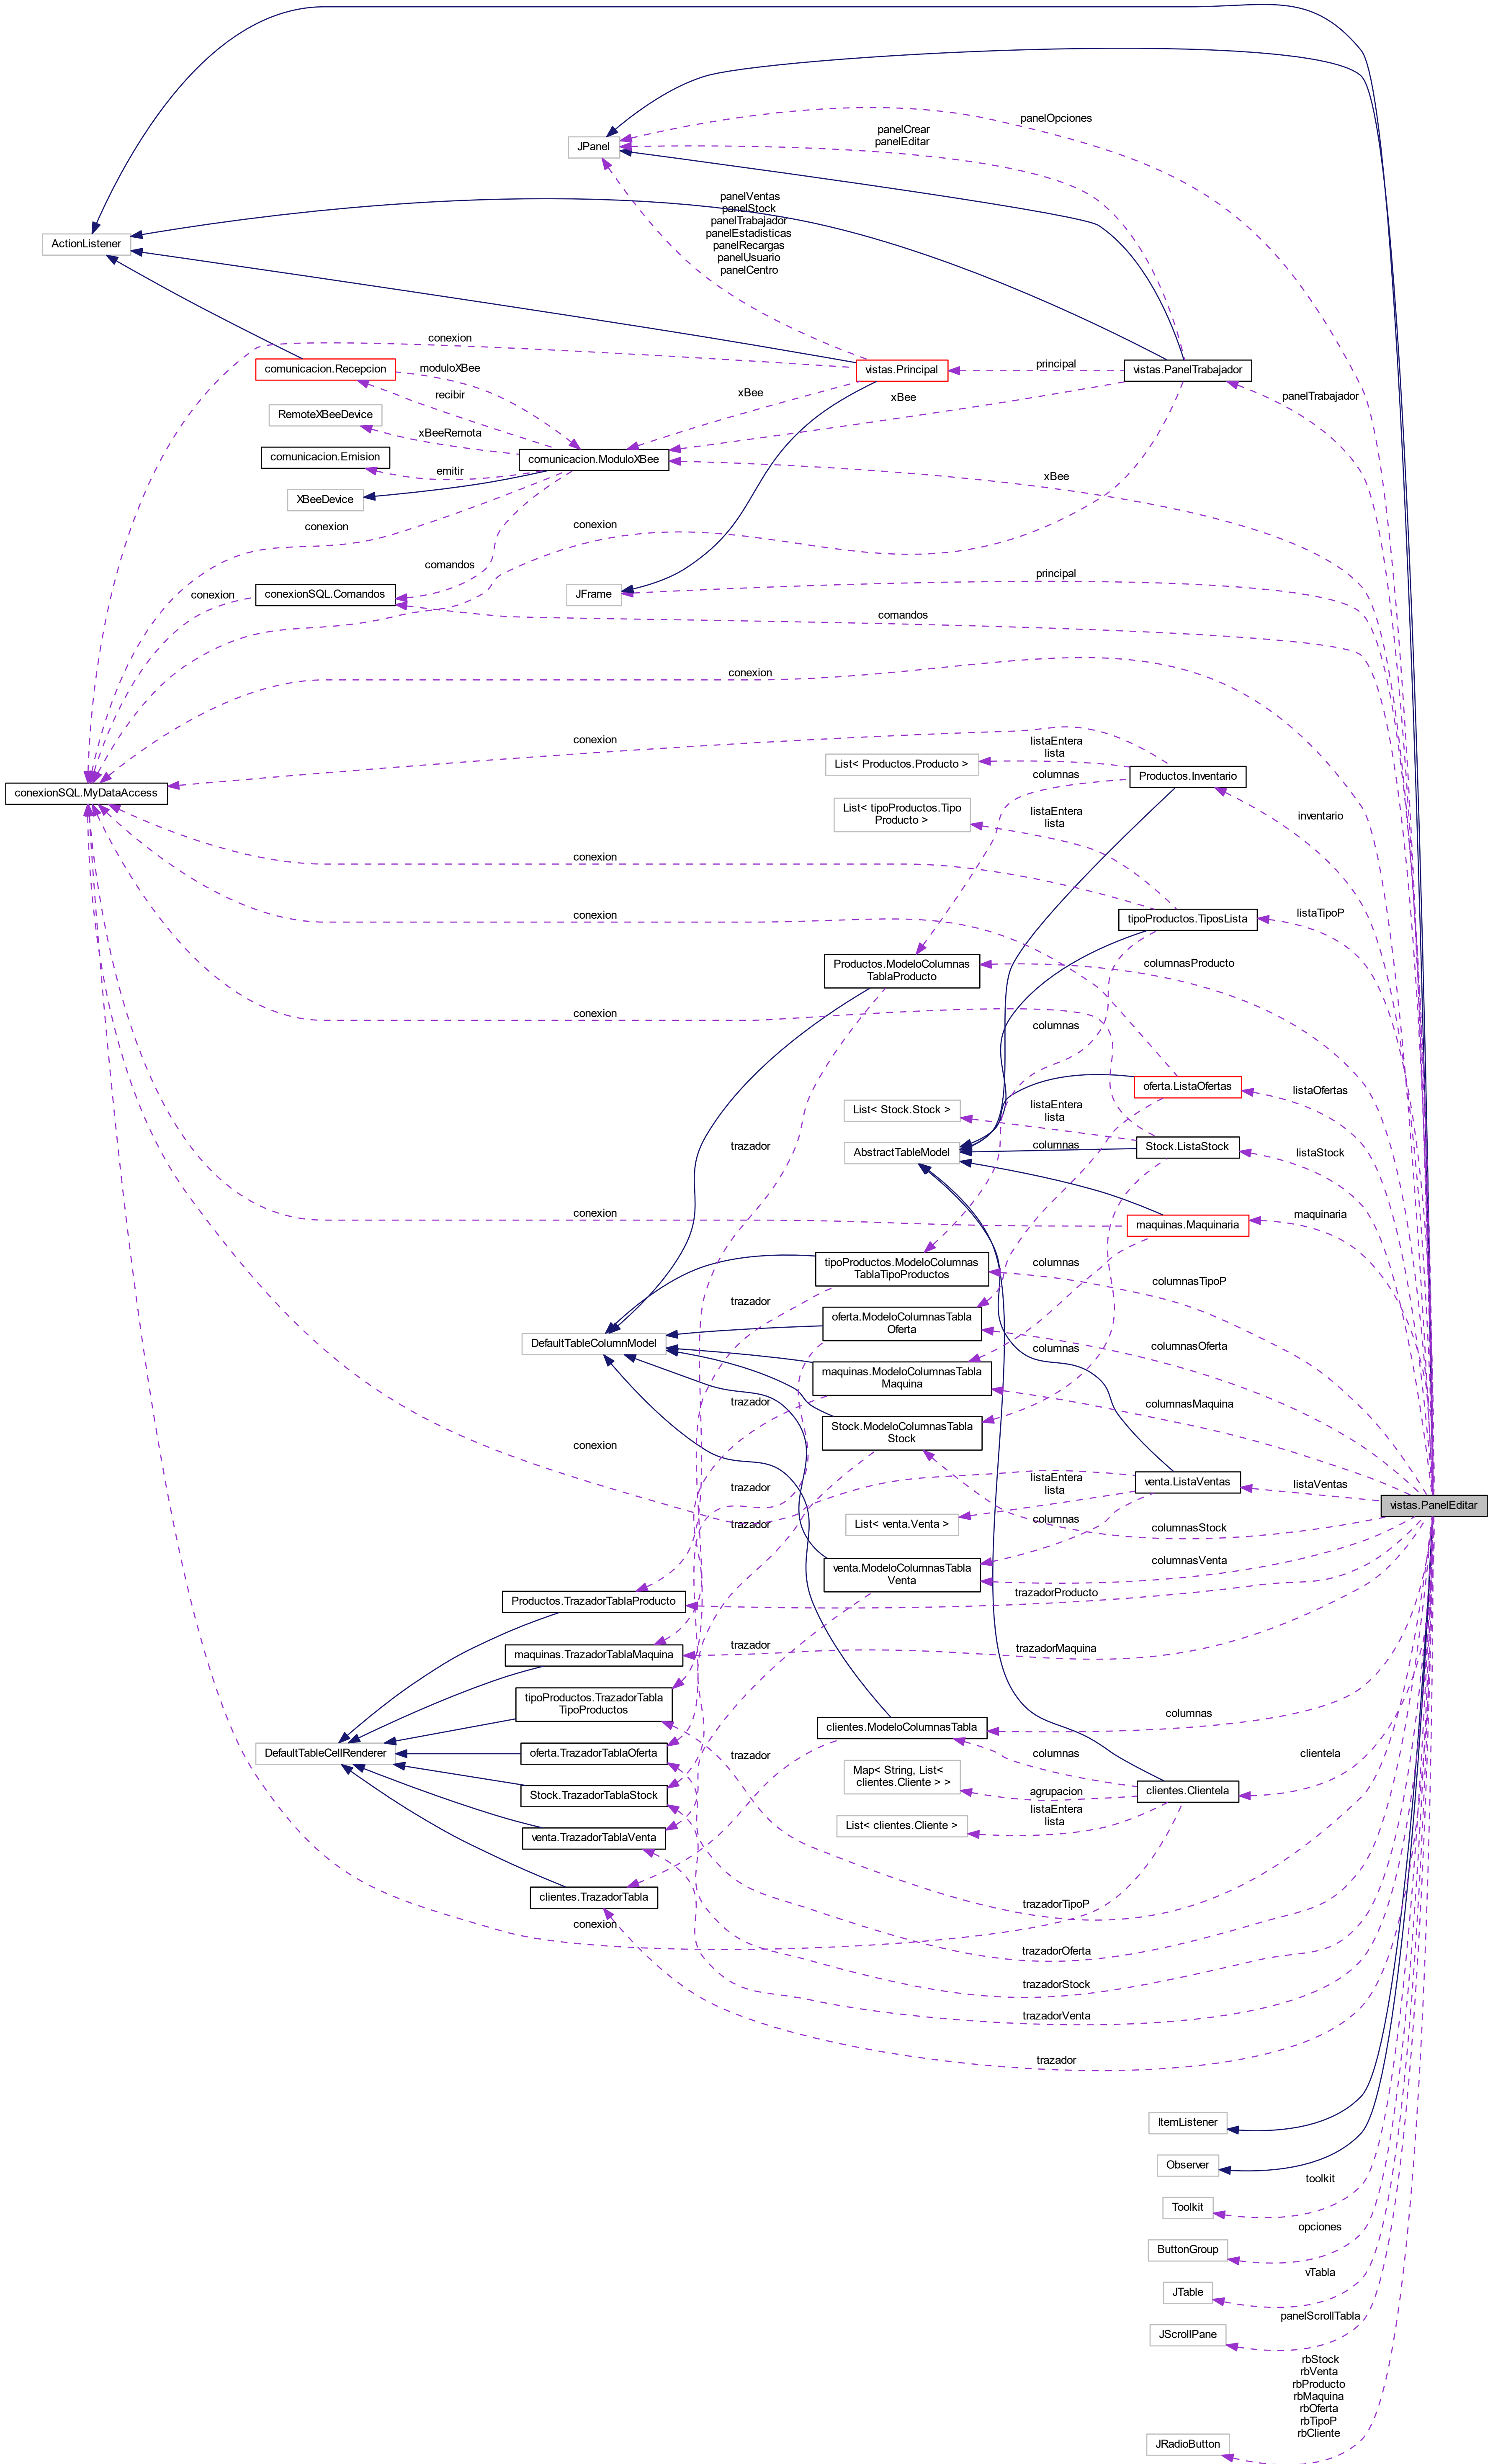 panelOpciones
panelCrear
panelEditar
JPanel
panelVentas
panelStock
panelTrabajador
panelEstadisticas
panelRecargas
panelUsuario
panelCentro
ActionListener
conexion
comunicacion.Recepcion
moduloXBee
vistas.Principal
principal
vistas.PanelTrabajador
recibir
xBee
xBee
panelTrabajador
RemoteXBeeDevice
xBeeRemota
comunicacion.Emision
emitir
comunicacion.ModuloXBee
xBee
XBeeDevice
conexion
conexion
comandos
conexion
conexionSQL.Comandos
JFrame
principal
comandos
conexion
conexion
listaEntera
lista
List< Productos.Producto >
columnas
Productos.Inventario
conexionSQL.MyDataAccess
List< tipoProductos.Tipo
Producto >
listaEntera
lista
inventario
conexion
conexion
tipoProductos.TiposLista
listaTipoP
Productos.ModeloColumnas
TablaProducto
columnasProducto
conexion
columnas
oferta.ListaOfertas
listaOfertas
List< Stock.Stock >
listaEntera
lista
trazador
AbstractTableModel
columnas
Stock.ListaStock
listaStock
conexion
maquinas.Maquinaria
maquinaria
tipoProductos.ModeloColumnas
TablaTipoProductos
columnas
columnasTipoP
trazador
oferta.ModeloColumnasTabla
Oferta
DefaultTableColumnModel
columnas
columnasOferta
maquinas.ModeloColumnasTabla
Maquina
trazador
columnasMaquina
Stock.ModeloColumnasTabla
Stock
conexion
trazador
listaEntera
lista
venta.ListaVentas
listaVentas
vistas.PanelEditar
List< venta.Venta >
columnas
trazador
columnasStock
venta.ModeloColumnasTabla
Venta
columnasVenta
Productos.TrazadorTablaProducto
trazadorProducto
maquinas.TrazadorTablaMaquina
trazador
trazadorMaquina
tipoProductos.TrazadorTabla
TipoProductos
clientes.ModeloColumnasTabla
columnas
DefaultTableCellRenderer
oferta.TrazadorTablaOferta
trazador
columnas
clientela
Map< String, List<
clientes.Cliente > >
agrupacion
clientes.Clientela
Stock.TrazadorTablaStock
listaEntera
lista
List< clientes.Cliente >
venta.TrazadorTablaVenta
clientes.TrazadorTabla
trazadorTipoP
conexion
trazadorOferta
trazadorStock
trazadorVenta
trazador
ItemListener
Observer
toolkit
Toolkit
opciones
ButtonGroup
vTabla
JTable
panelScrollTabla
JScrollPane
rbStock
rbVenta
rbProducto
rbMaquina
rbOferta
rbTipoP
rbCliente
JRadioButton